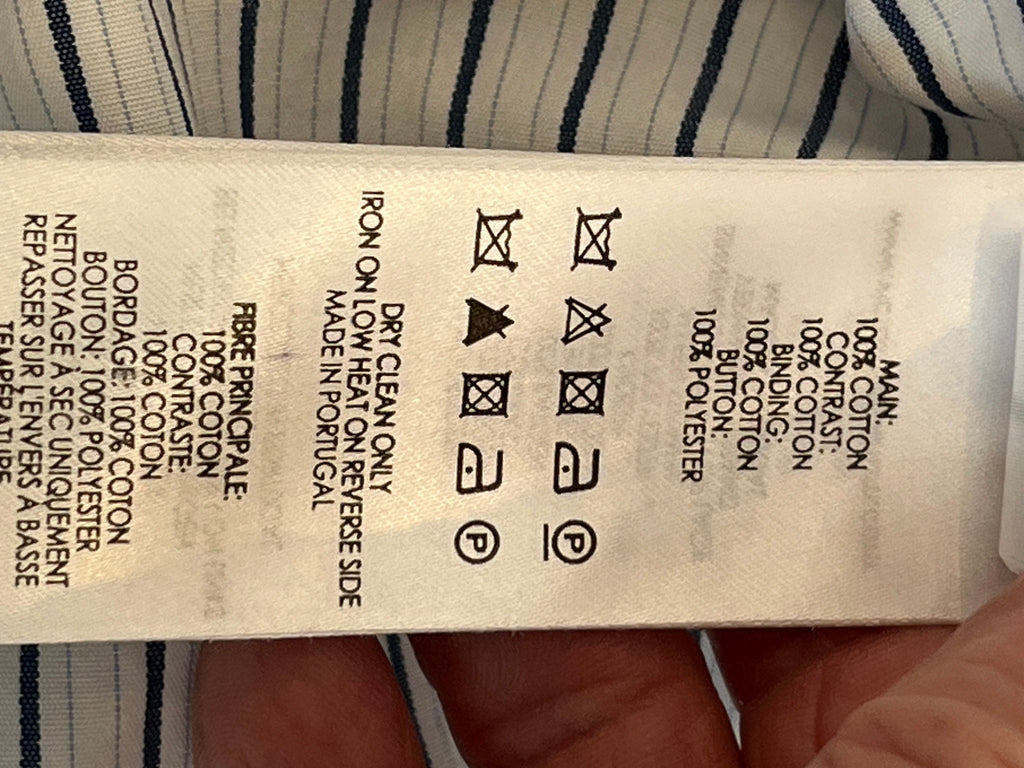 MAIN:
100% COTTON
CONTRAST:
100% COTTON
BINDING:
100% COTTON
BUTTON:
100% POLYESTER
P
P
DRY CLEAN ONLY
IRON ON LOW HEAT ON REVERSE SIDE
MADE IN PORTUGAL
FIBRE PRINCIPALE:
100% COTON
CONTRASTE:
100% COTON
BORDAGE: 100% COTON
BOUTON: 100% POLYESTER
NETTOYAGE À SEC UNIQUEMENT
REPASSER SUR L'ENVERS À BASSE
TEMPÉRATURE